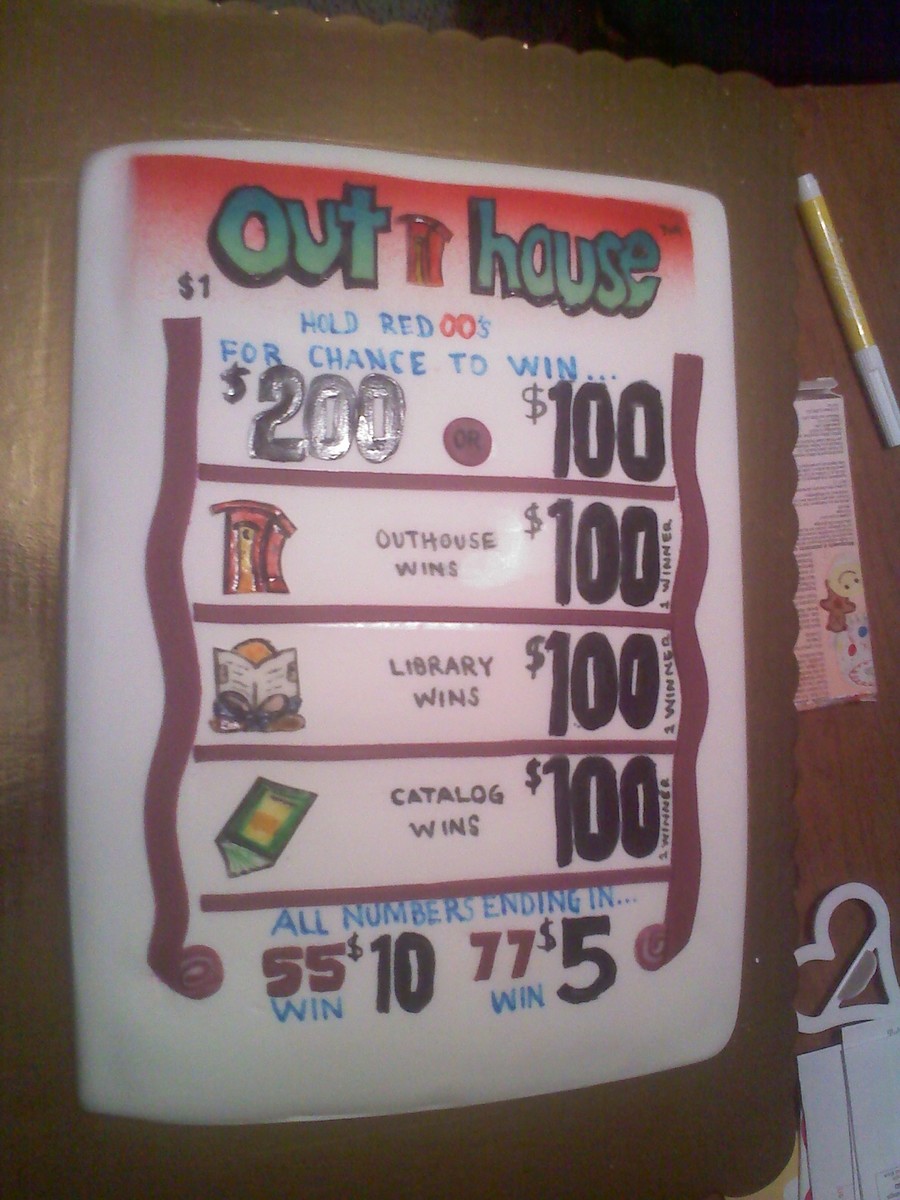 Out house ™
$1
HOLD RED OO'S
FOR CHANCE TO WIN...
$200 OR $100
OUTHOUSE WINS $100 1 WINNER
LIBRARY WINS $100 1 WINNER
CATALOG WINS $100 1 WINNER
ALL NUMBERS ENDING IN...
55 $10 77 $5
WIN WIN